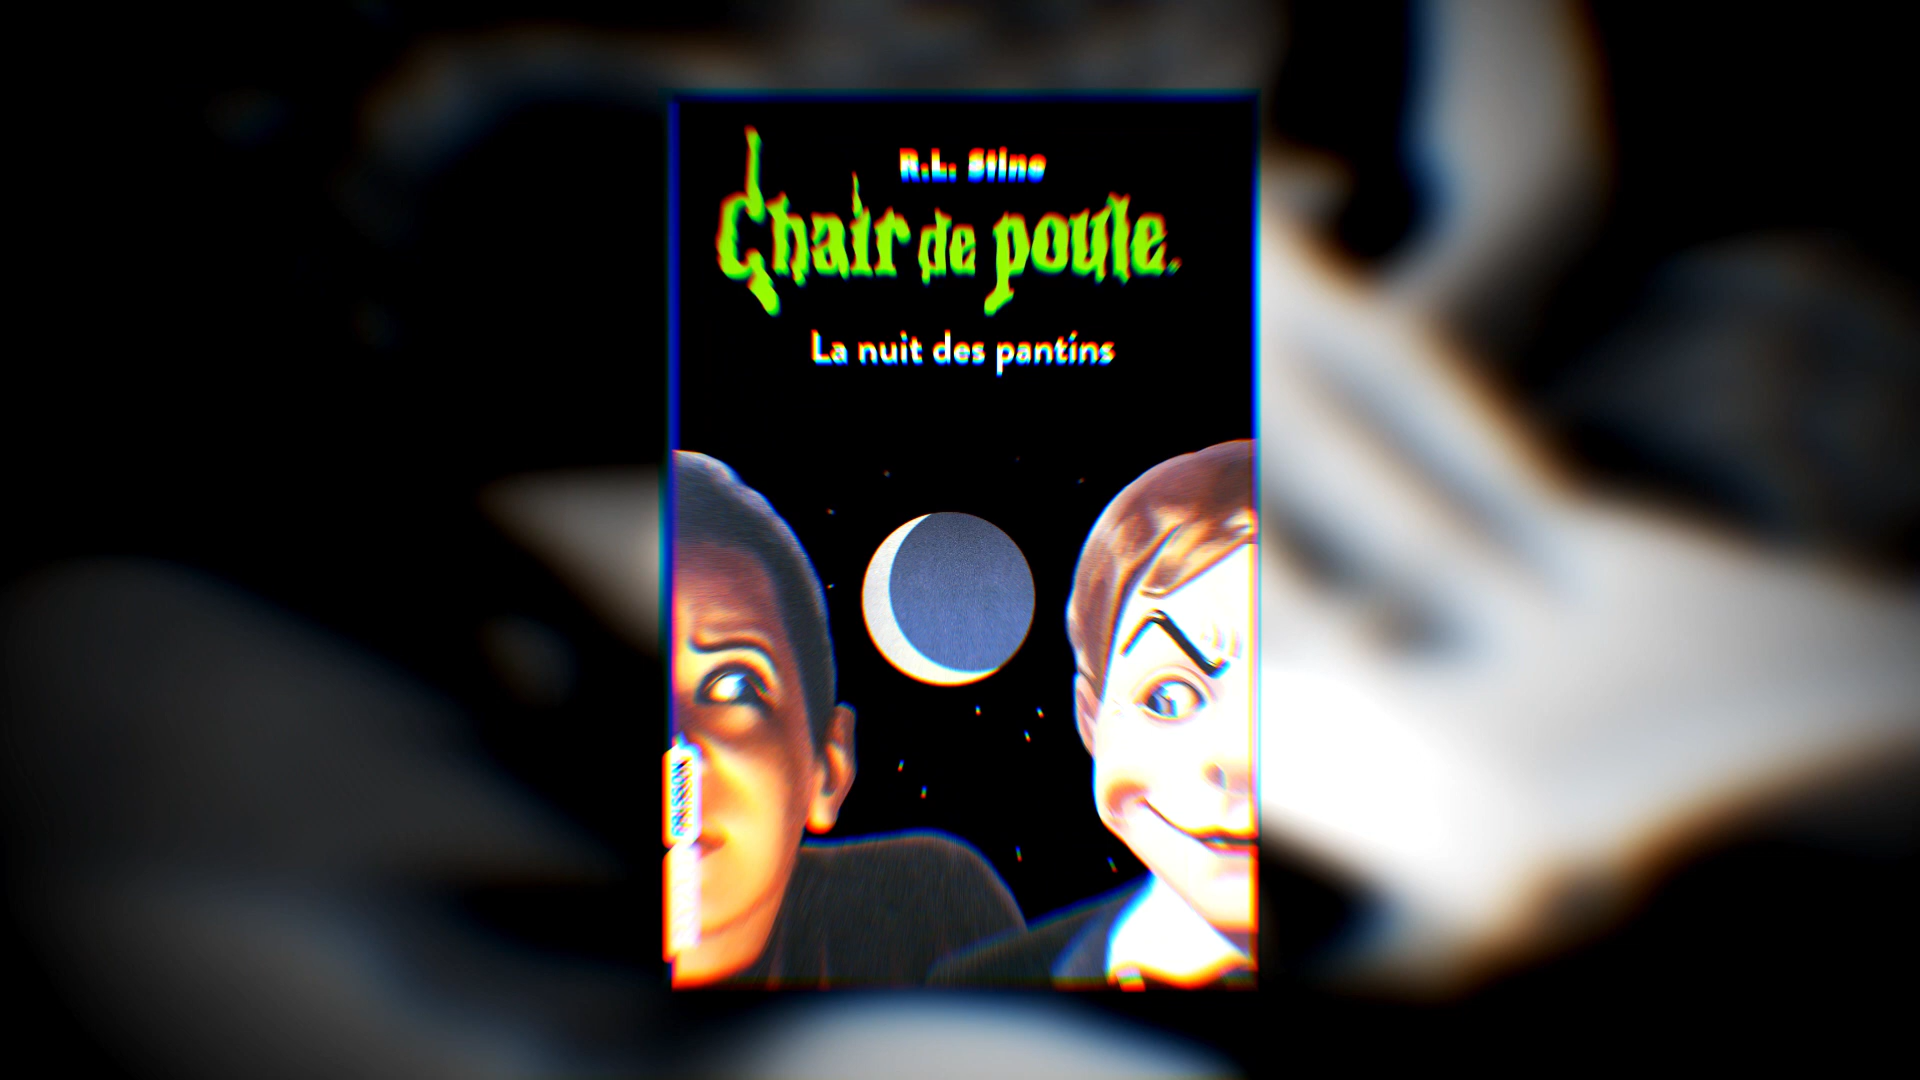 R.L. Stine
Chair de poule.
La nuit des pantins